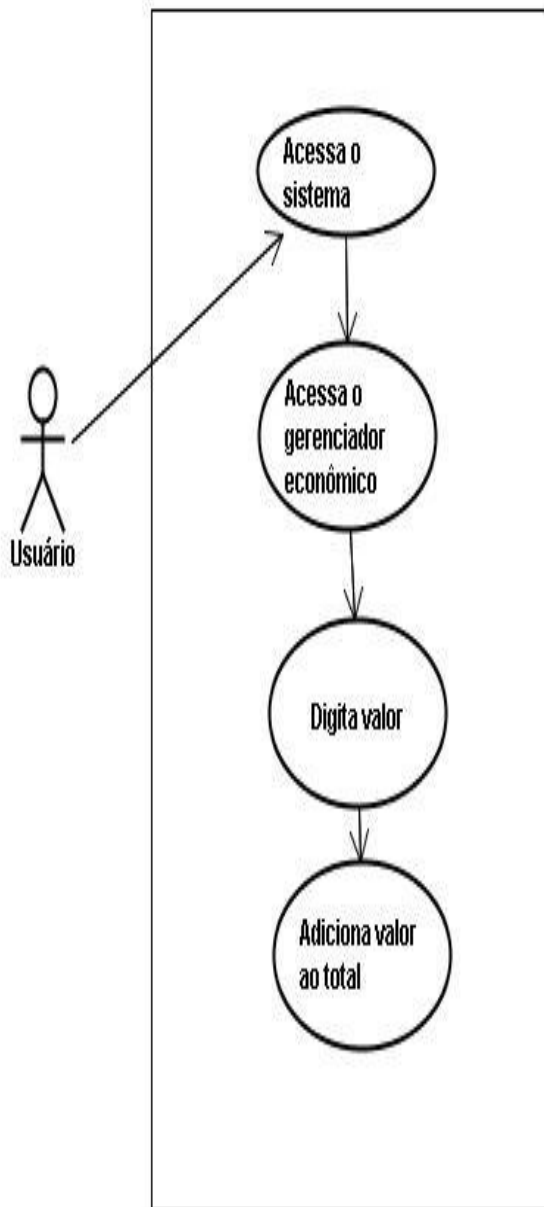 Acessa o
sistema
Acessa o
gerenciador
econômico
Usuário
Digita valor
Adiciona valor
ao total